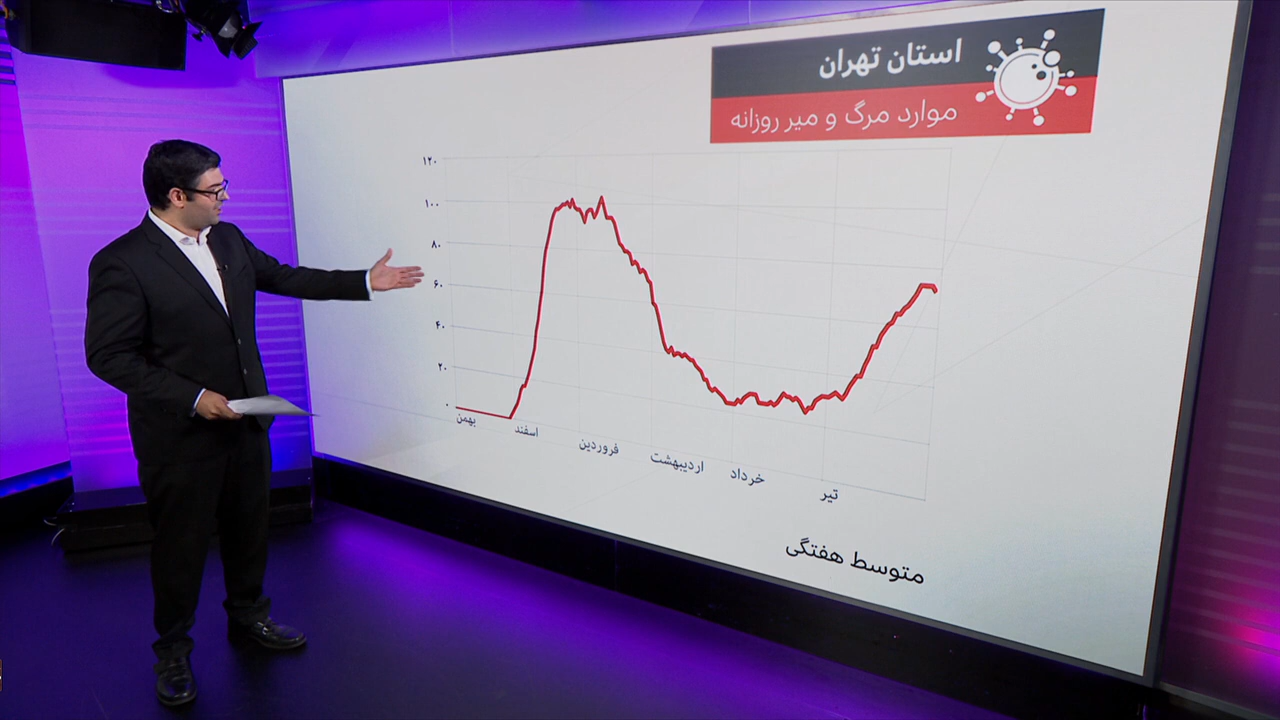 استان تهران
موارد مرگ و میر روزانه
۱۲۰
۱۰۰
۸۰
۶۰
۴۰
۲۰
۰
بهمن
اسفند
فروردین
اردیبهشت
خرداد
تیر
متوسط هفتگی